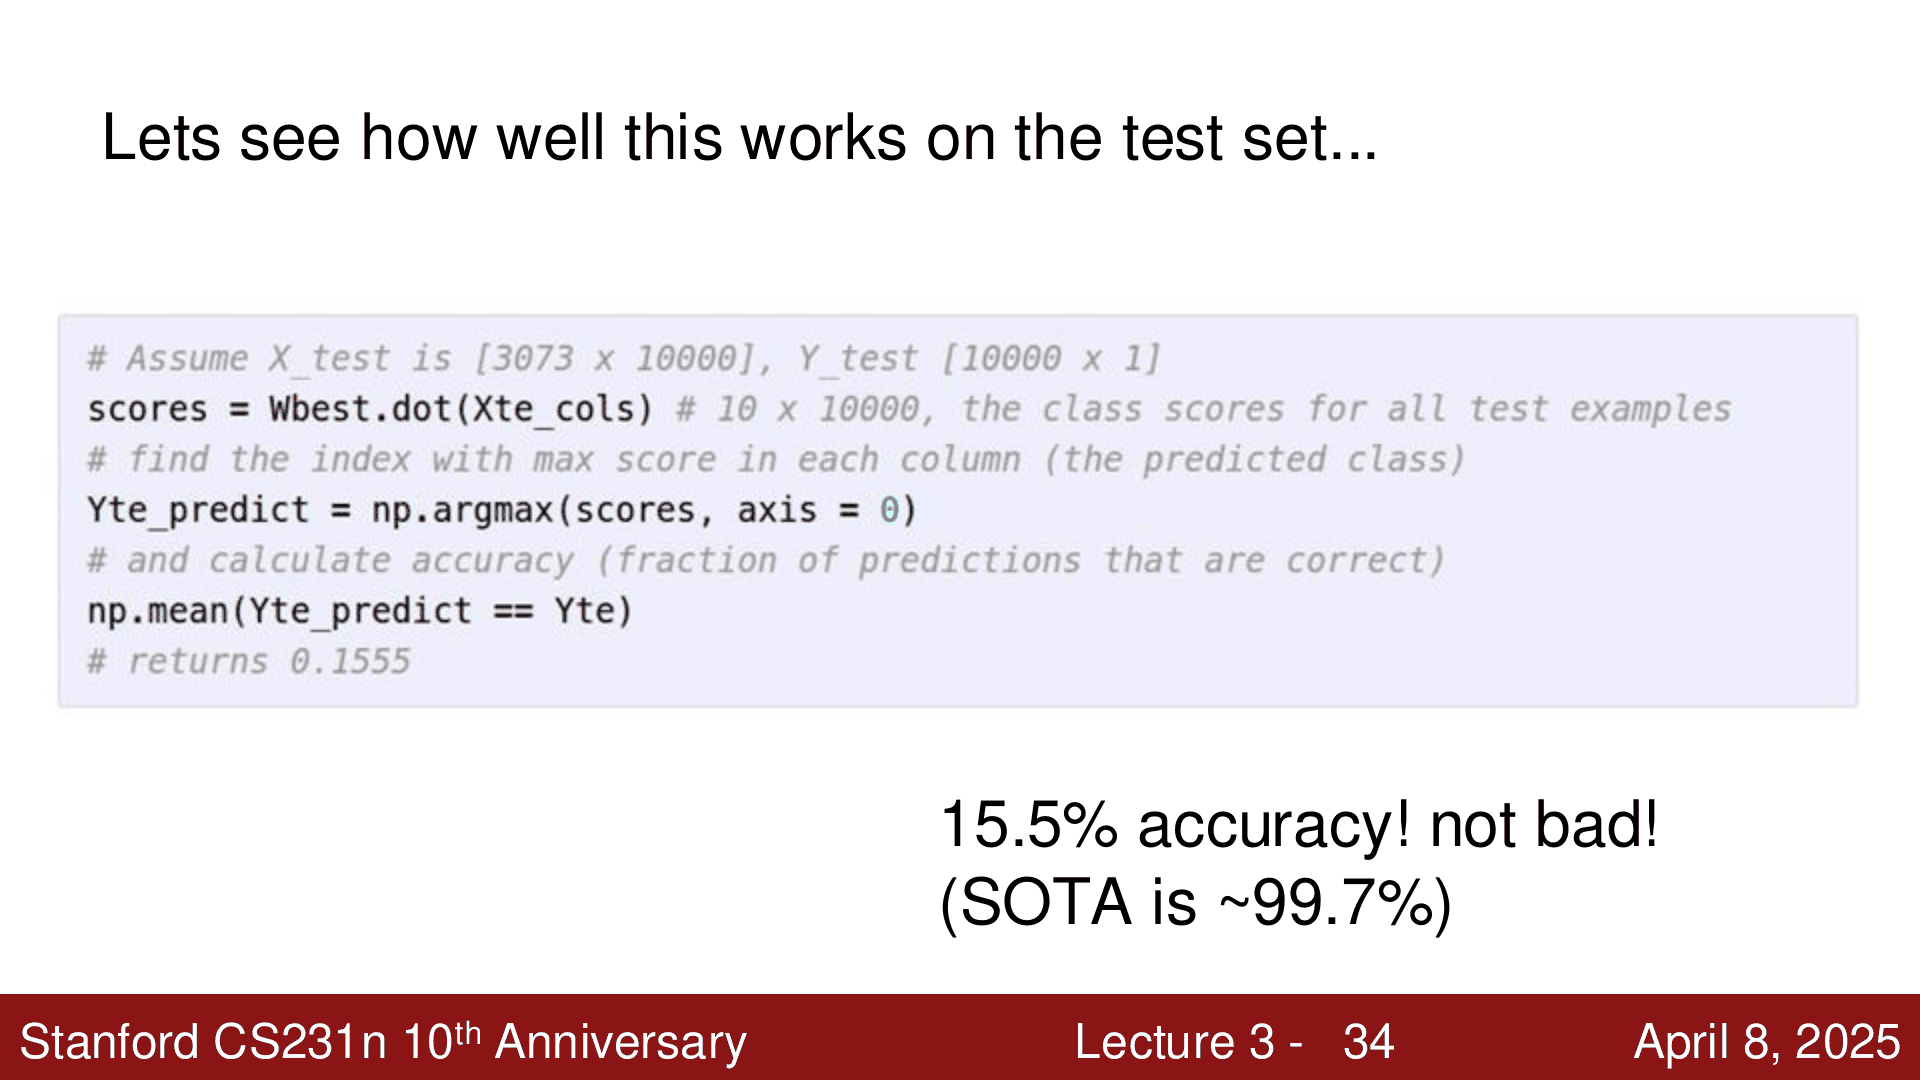 Lets see how well this works on the test set...
# Assume X_test is [3073 x 10000], Y_test [10000 x 1]
scores = Wbest.dot(Xte_cols) # 10 x 10000, the class scores for all test examples
# find the index with max score in each column (the predicted class)
Yte_predict = np.argmax(scores, axis = 0)
# and calculate accuracy (fraction of predictions that are correct)
np.mean(Yte_predict == Yte)
# returns 0.1555
15.5% accuracy! not bad!
(SOTA is ~99.7%)
Stanford CS231n 10th Anniversary Lecture 3 - 34 April 8, 2025